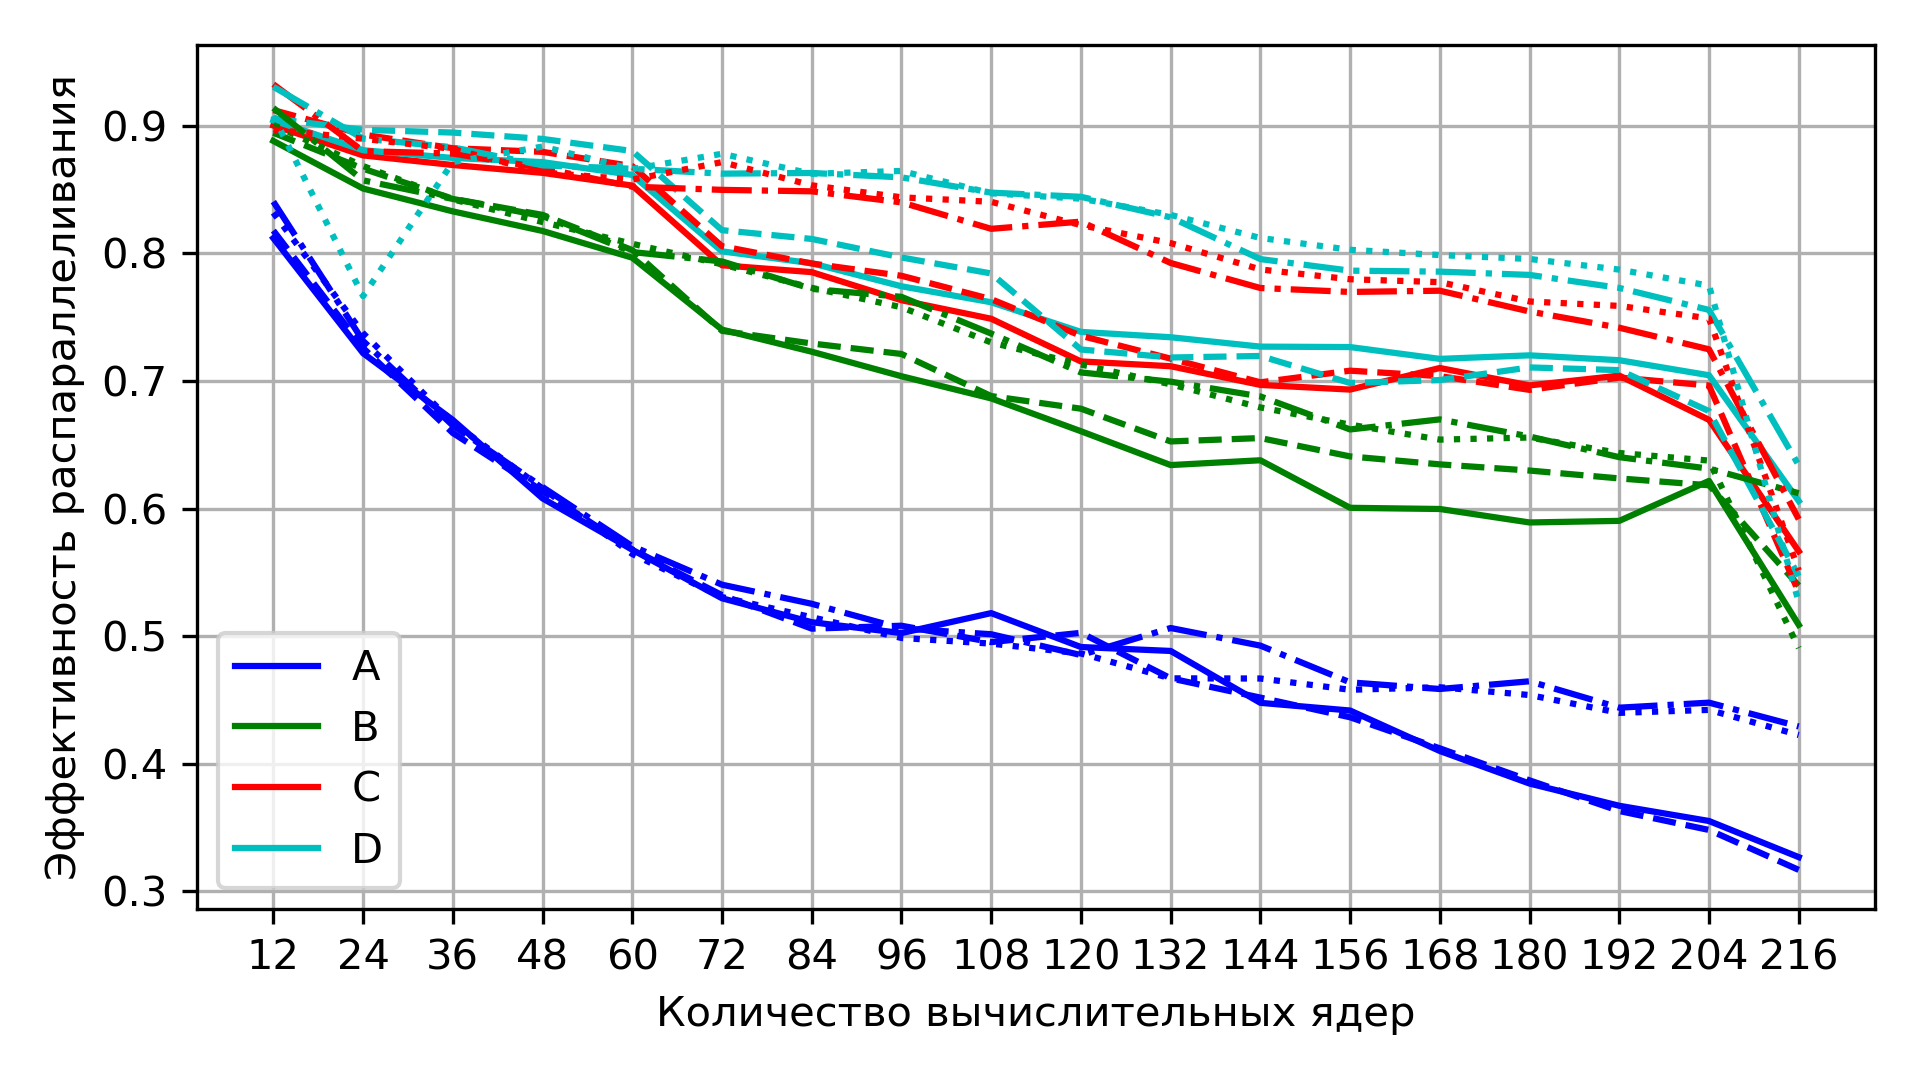 Эффективность распараллеливания
0.9
0.8
0.7
0.6
0.5
0.4
0.3
A
B
C
D
12 24 36 48 60 72 84 96 108 120 132 144 156 168 180 192 204 216
Количество вычислительных ядер